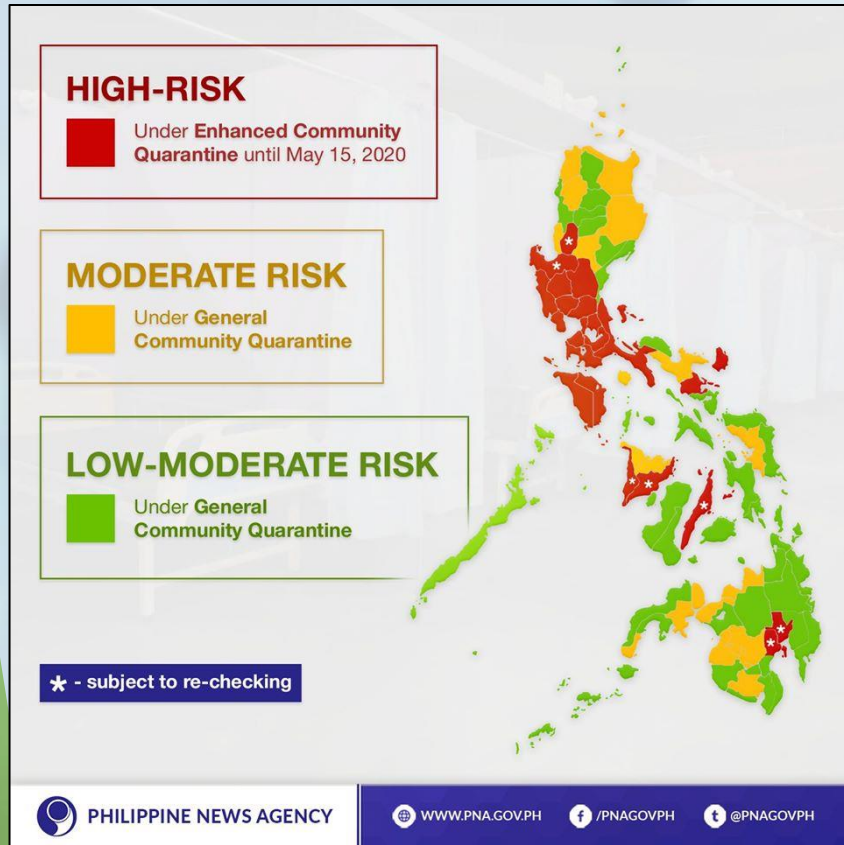 HIGH-RISK
Under Enhanced Community
Quarantine until May 15, 2020
MODERATE RISK
Under General
Community Quarantine
LOW-MODERATE RISK
Under General
Community Quarantine
* - subject to re-checking
PHILIPPINE NEWS AGENCY
WWW.PNA.GOV.PH
/PNAGOVPH
@PNAGOVPH